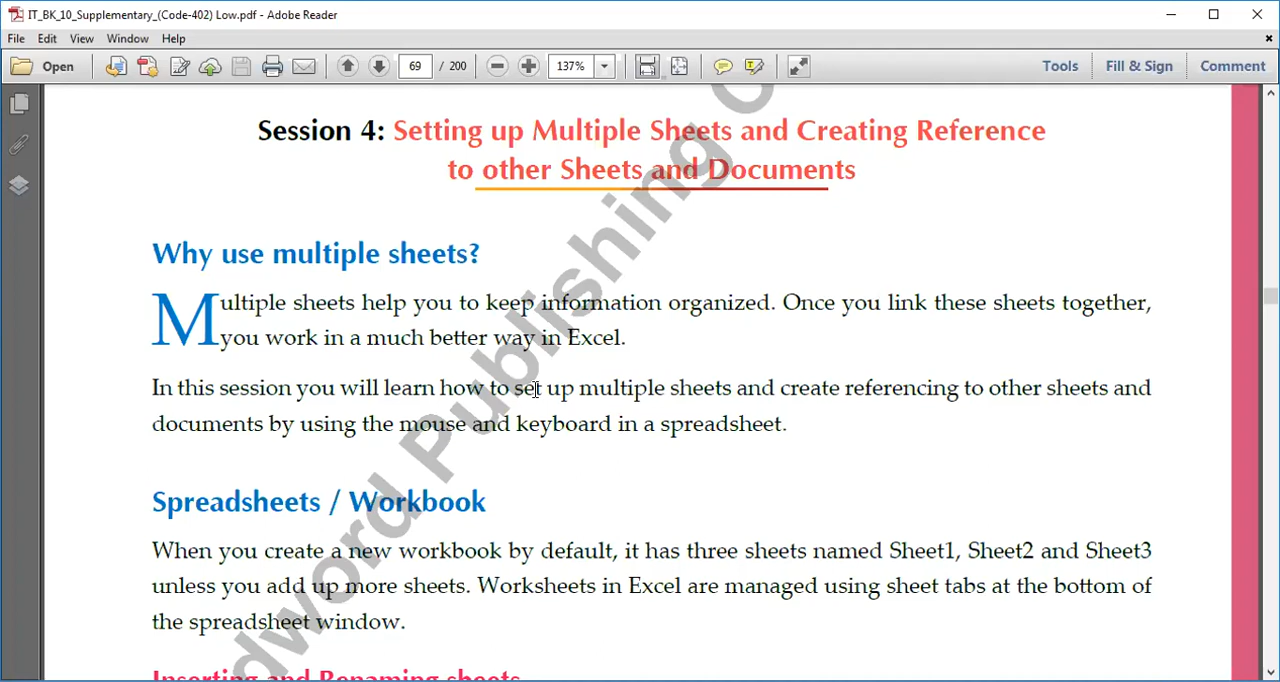 IT_BK_10_Supplementary_(Code-402) Low.pdf - Adobe Reader
File Edit View Window Help
Open 69 / 200 137% Tools Fill & Sign Comment
Session 4: Setting up Multiple Sheets and Creating Reference
to other Sheets and Documents
Why use multiple sheets?
Multiple sheets help you to keep information organized. Once you link these sheets together,
you work in a much better way in Excel.
In this session you will learn how to set up multiple sheets and create referencing to other sheets and
documents by using the mouse and keyboard in a spreadsheet.
Spreadsheets / Workbook
When you create a new workbook by default, it has three sheets named Sheet1, Sheet2 and Sheet3
unless you add up more sheets. Worksheets in Excel are managed using sheet tabs at the bottom of
the spreadsheet window.
Inserting and Renaming sheets
dword Publishing C